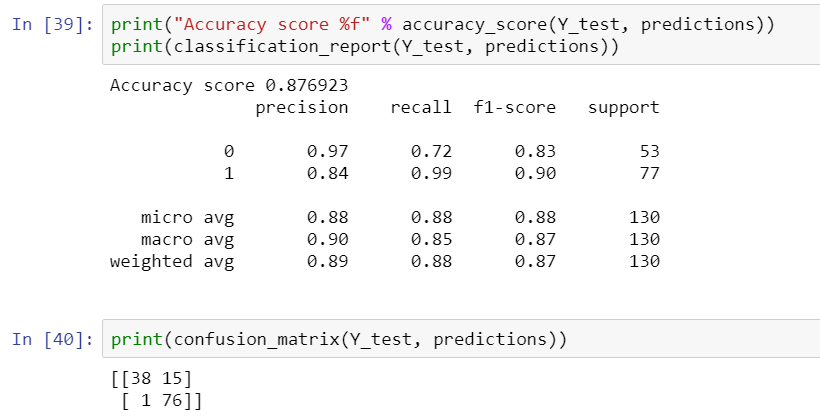 In [39]: print("Accuracy score %f" % accuracy_score(Y_test, predictions))
print(classification_report(Y_test, predictions))
Accuracy score 0.876923
precision recall f1-score support
0 0.97 0.72 0.83 53
1 0.84 0.99 0.90 77
micro avg 0.88 0.88 0.88 130
macro avg 0.90 0.85 0.87 130
weighted avg 0.89 0.88 0.87 130
In [40]: print(confusion_matrix(Y_test, predictions))
[[38 15]
[ 1 76]]